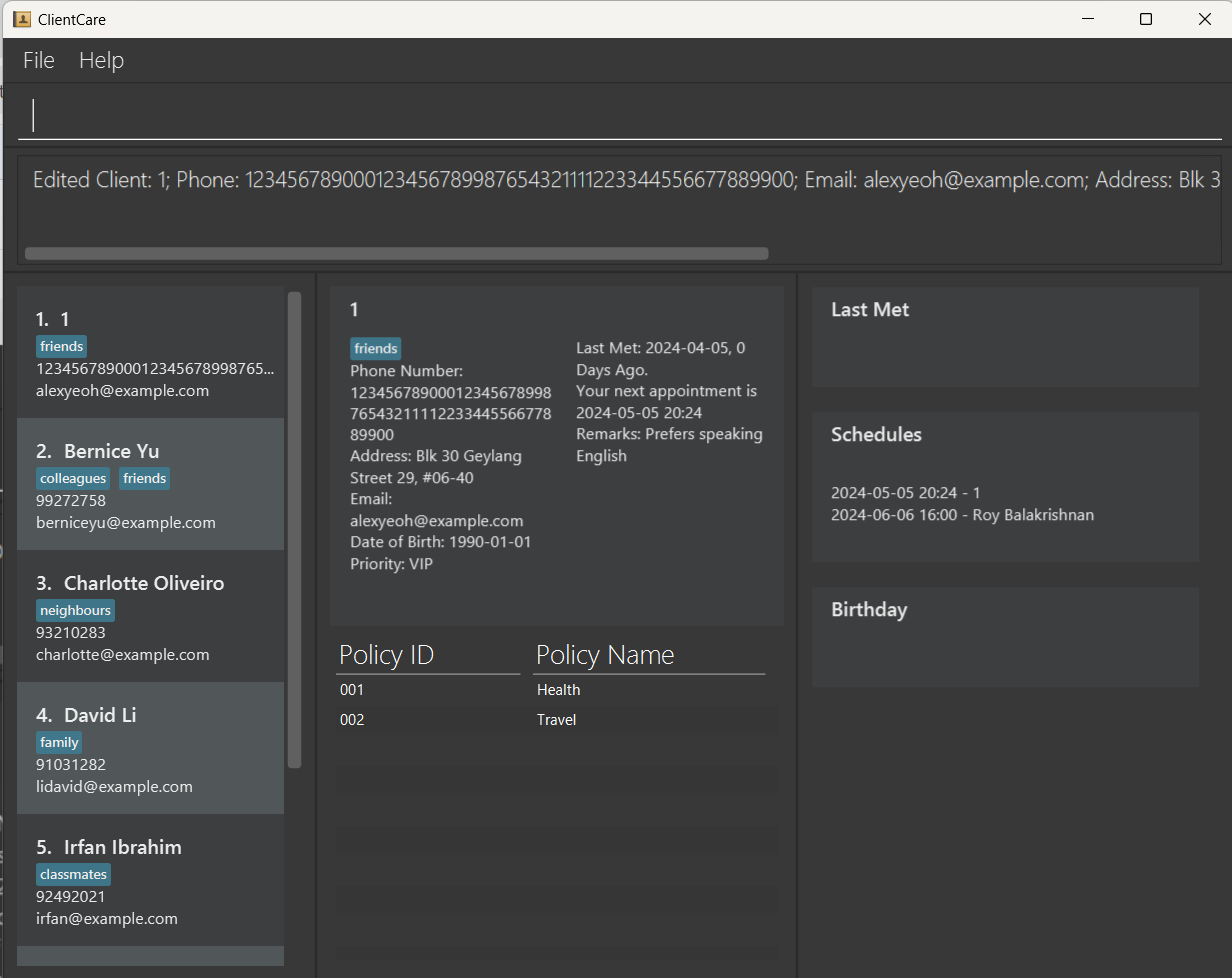 ClientCare
File Help
Edited Client: 1; Phone: 12345678900012345678998765432111122333445566778899900; Email: alexyeoh@example.com; Address: Blk 3
1. 1
friends
12345678900012345678998765...
alexyeoh@example.com
2. Bernice Yu
colleagues friends
99272758
berniceyu@example.com
3. Charlotte Oliveiro
neighbours
93210283
charlotte@example.com
4. David Li
family
91031282
lidavid@example.com
5. Irfan Ibrahim
classmates
92492021
irfan@example.com
1
friends
Phone Number:
12345678900012345678998
76543211112233445566778
89900
Address: Blk 30 Geylang
Street 29, #06-40
Email:
alexyeoh@example.com
Date of Birth: 1990-01-01
Priority: VIP
Last Met: 2024-04-05, 0
Days Ago.
Your next appointment is
2024-05-05 20:24
Remarks: Prefers speaking
English
Policy ID Policy Name
001 Health
002 Travel
Last Met
Schedules
2024-05-05 20:24 - 1
2024-06-06 16:00 - Roy Balakrishnan
Birthday